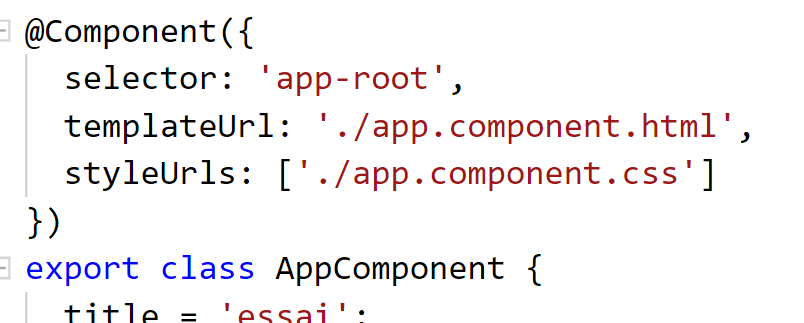 @Component({
selector: 'app-root',
templateUrl: './app.component.html',
styleUrls: ['./app.component.css']
})
export class AppComponent {
title = 'essai';